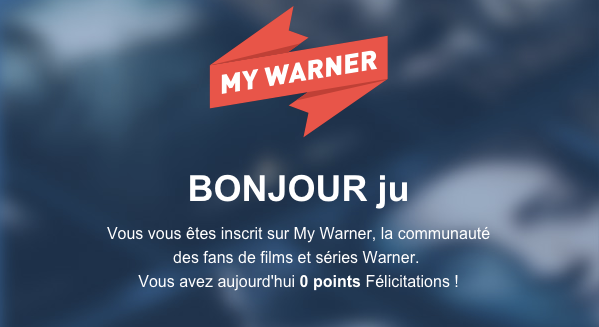 MY WARNER
BONJOUR ju
Vous vous êtes inscrit sur My Warner, la communauté
des fans de films et séries Warner.
Vous avez aujourd'hui 0 points Félicitations !